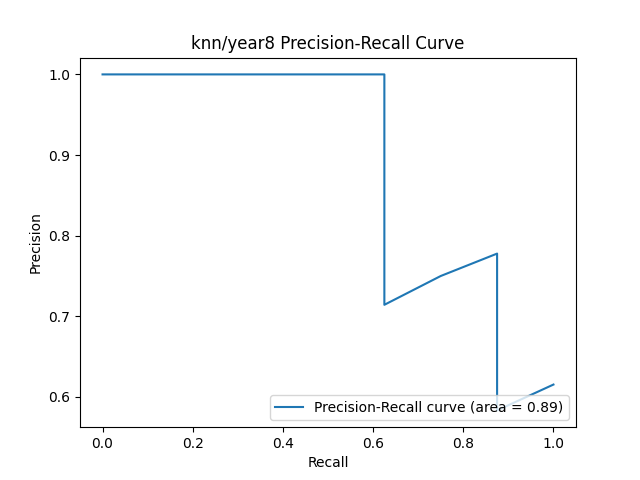 knn/year8 Precision-Recall Curve
1.0
0.9
0.8
0.7
0.6
Precision
Precision-Recall curve (area = 0.89)
0.0 0.2 0.4 0.6 0.8 1.0
Recall